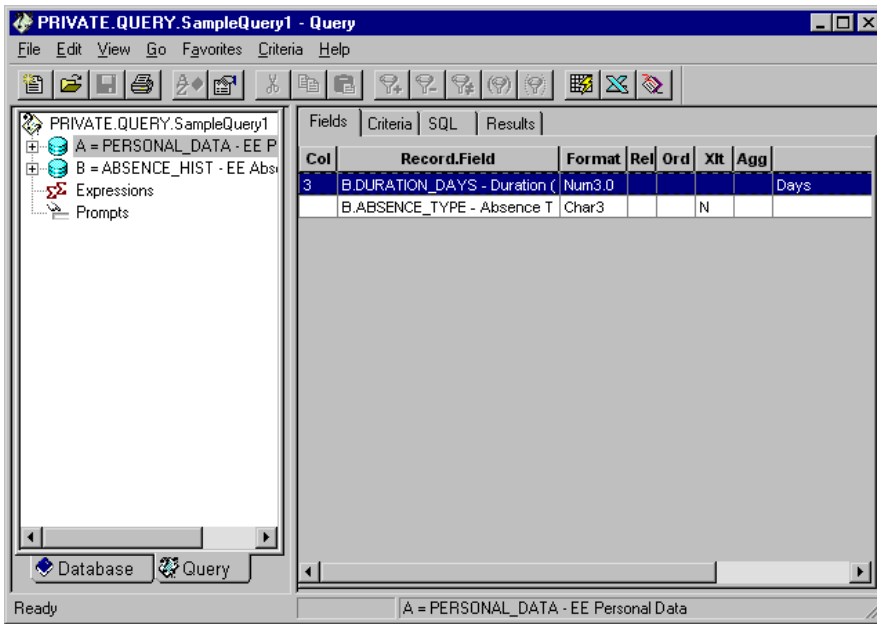 PRIVATE.QUERY.SampleQuery1 - Query
File Edit View Go Favorites Criteria Help
PRIVATE.QUERY.SampleQuery1
A = PERSONAL_DATA - EE P
B = ABSENCE_HIST - EE Abs
Expressions
Prompts
Database Query
Fields Criteria SQL Results
Col Record.Field Format Rel Ord Xlt Agg
3 B.DURATION_DAYS - Duration ( Num3.0 Days
B.ABSENCE_TYPE - Absence T Char3 N
Ready A = PERSONAL_DATA - EE Personal Data